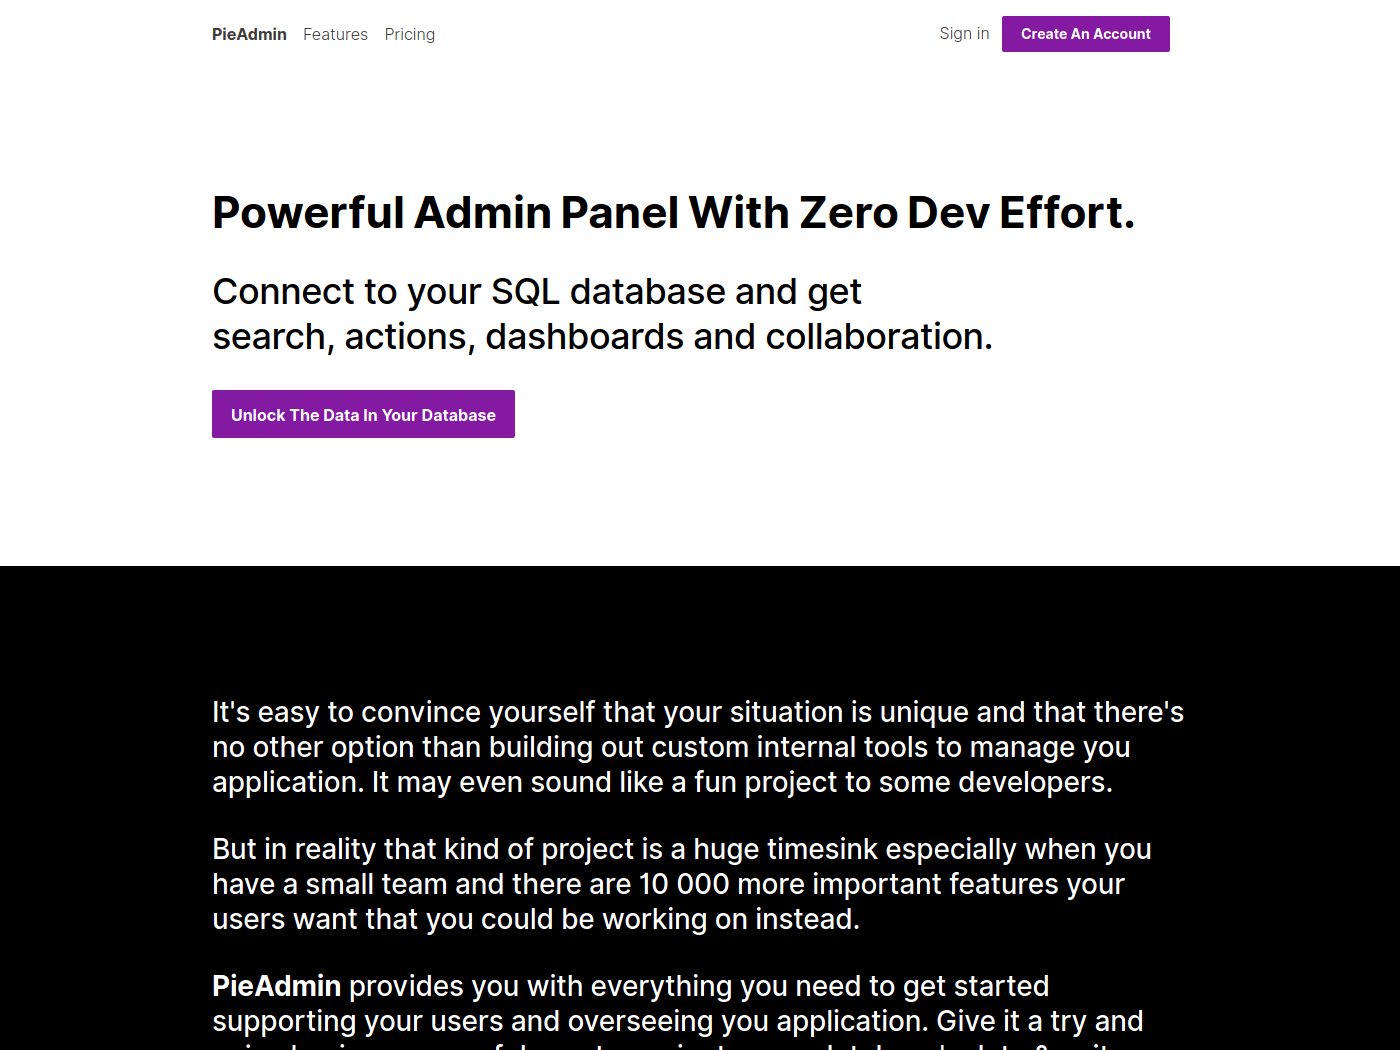 PieAdmin Features Pricing Sign in Create An Account
Powerful Admin Panel With Zero Dev Effort.
Connect to your SQL database and get
search, actions, dashboards and collaboration.
Unlock The Data In Your Database
It's easy to convince yourself that your situation is unique and that there's
no other option than building out custom internal tools to manage you
application. It may even sound like a fun project to some developers.
But in reality that kind of project is a huge timesink especially when you
have a small team and there are 10 000 more important features your
users want that you could be working on instead.
PieAdmin provides you with everything you need to get started
supporting your users and overseeing you application. Give it a try and